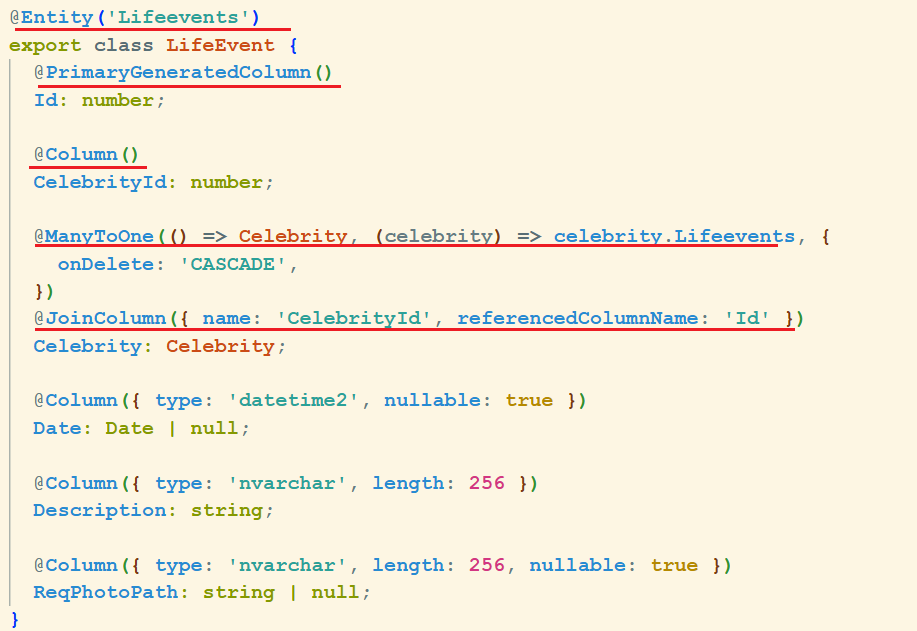 @Entity('Lifeevents')
export class LifeEvent {
@PrimaryGeneratedColumn()
Id: number;
@Column()
CelebrityId: number;
@ManyToOne(() => Celebrity, (celebrity) => celebrity.Lifeevents, {
onDelete: 'CASCADE',
})
@JoinColumn({ name: 'CelebrityId', referencedColumnName: 'Id' })
Celebrity: Celebrity;
@Column({ type: 'datetime2', nullable: true })
Date: Date | null;
@Column({ type: 'nvarchar', length: 256 })
Description: string;
@Column({ type: 'nvarchar', length: 256, nullable: true })
ReqPhotoPath: string | null;
}